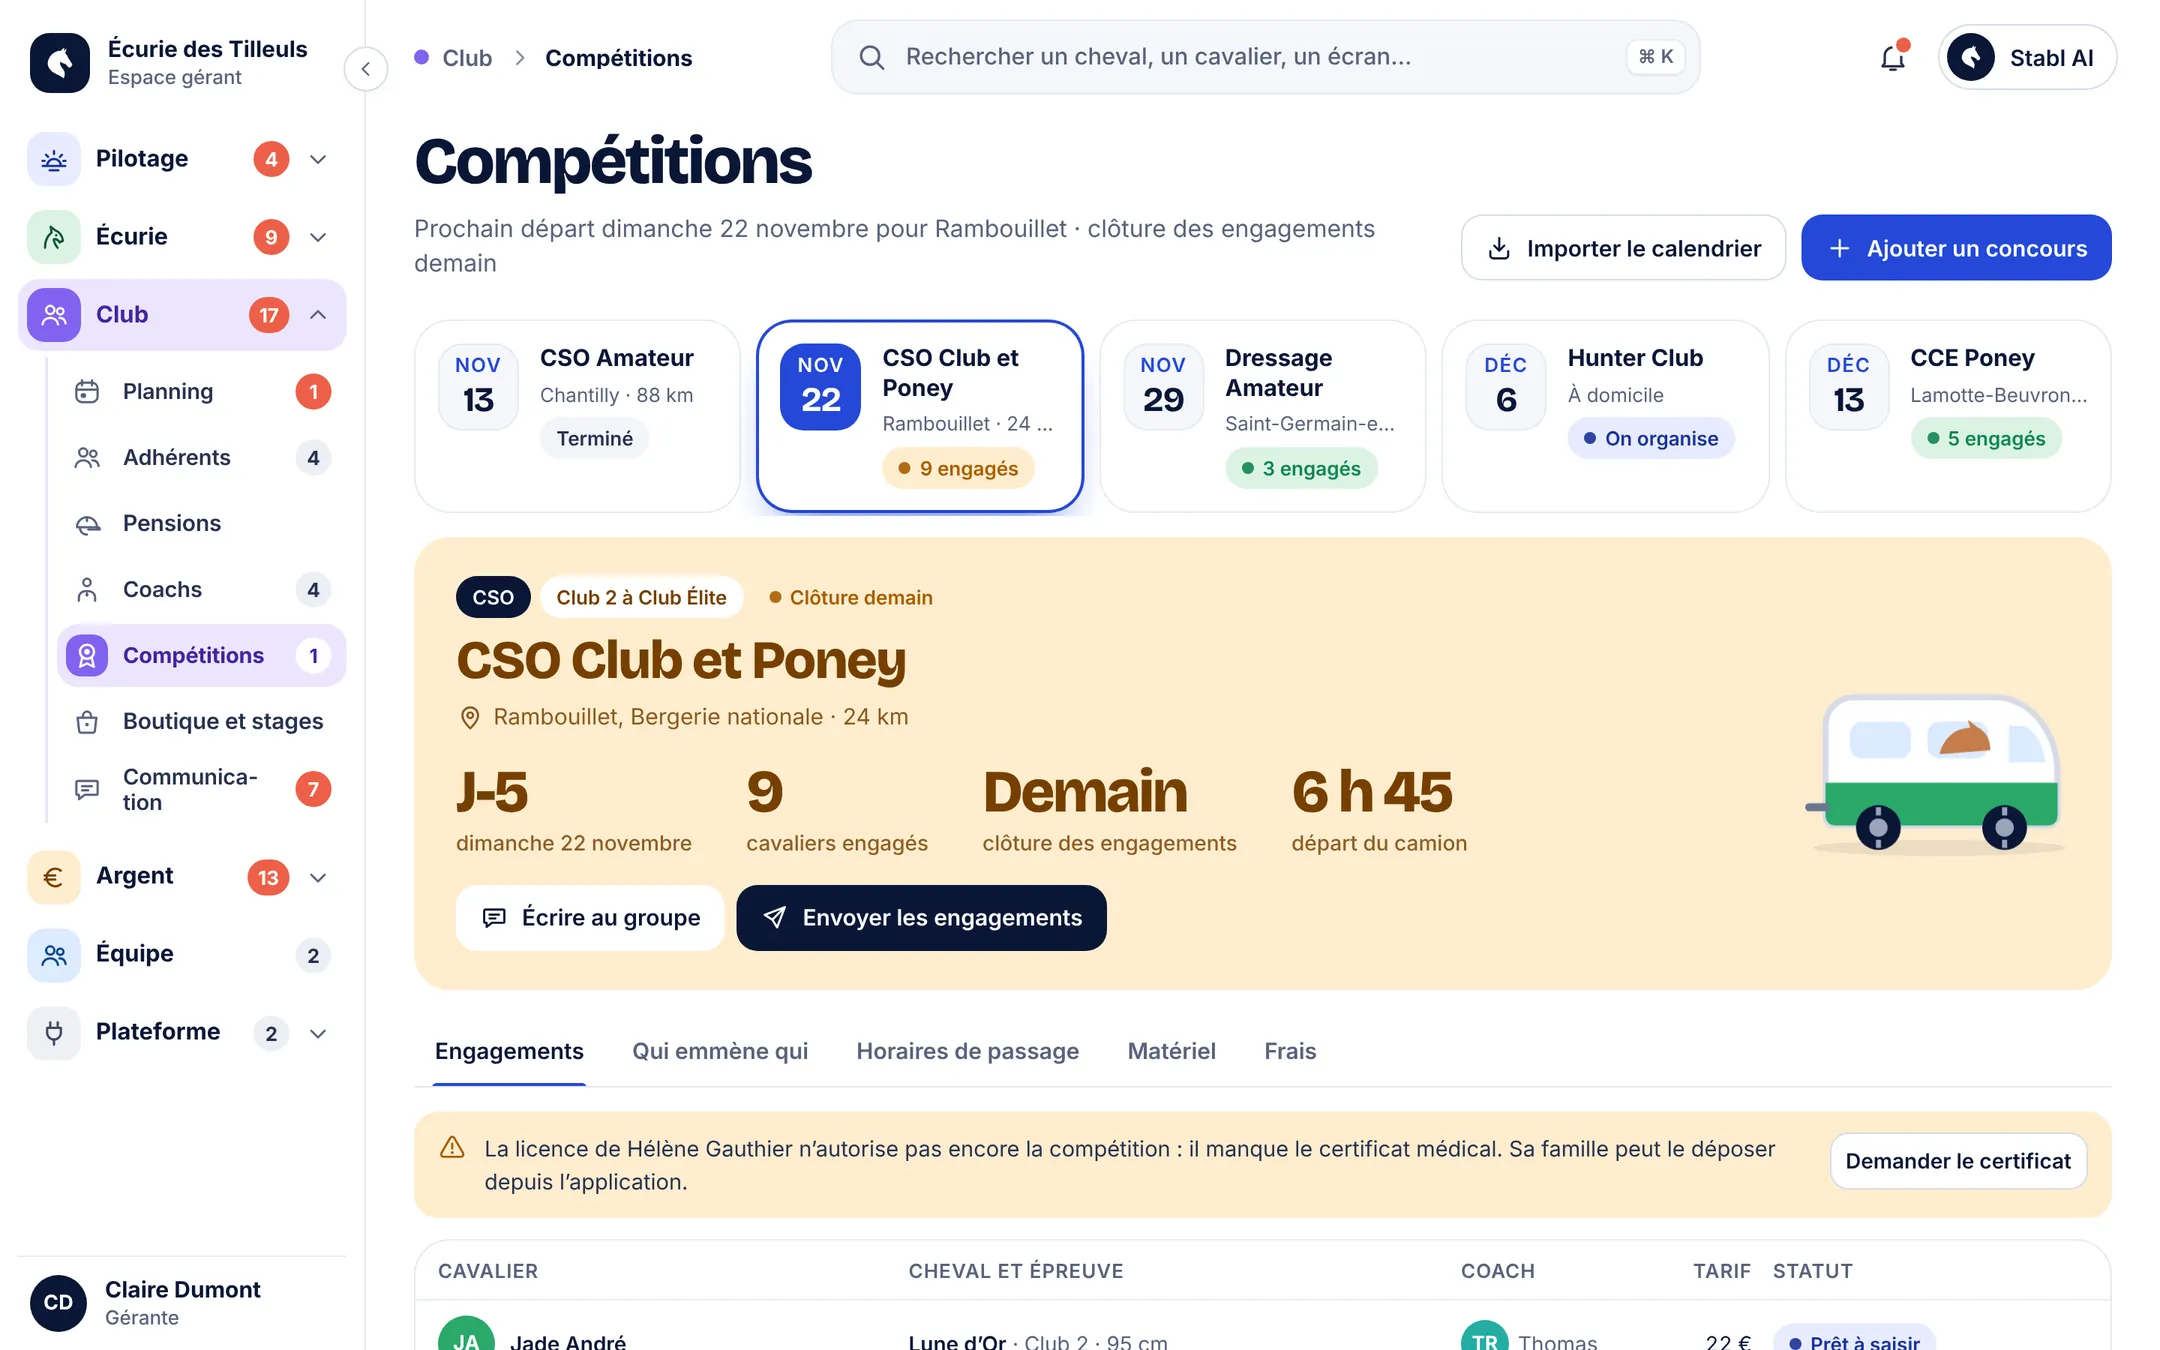 Écurie des Tilleuls
Espace gérant
Club
Compétitions
Rechercher un cheval, un cavalier, un écran...
⌘ K
Stabl AI
Pilotage
4
Écurie
9
Club
17
Planning
1
Adhérents
4
Pensions
Coachs
4
Compétitions
1
Boutique et stages
Communica-
tion
7
Argent
13
Équipe
2
Plateforme
2
Claire Dumont
Gérante
CD
Compétitions
Prochain départ dimanche 22 novembre pour Rambouillet · clôture des engagements
demain
Importer le calendrier
Ajouter un concours
NOV
13
CSO Amateur
Chantilly · 88 km
Terminé
NOV
22
CSO Club et
Poney
Rambouillet · 24 ...
9 engagés
NOV
29
Dressage
Amateur
Saint-Germain-e...
3 engagés
DÉC
6
Hunter Club
À domicile
On organise
DÉC
13
CCE Poney
Lamotte-Beuvron...
5 engagés
CSO
Club 2 à Club Élite
Clôture demain
CSO Club et Poney
Rambouillet, Bergerie nationale · 24 km
J-5
dimanche 22 novembre
9
cavaliers engagés
Demain
clôture des engagements
6 h 45
départ du camion
Écrire au groupe
Envoyer les engagements
Engagements
Qui emmène qui
Horaires de passage
Matériel
Frais
La licence de Hélène Gauthier n’autorise pas encore la compétition : il manque le certificat médical. Sa famille peut le déposer
depuis l’application.
Demander le certificat
CAVALIER
CHEVAL ET ÉPREUVE
COACH
TARIF
STATUT
JA
Jade André
Lune d’Or · Club 2 · 95 cm
TR
Thomas
22 €
Prêt à saisir